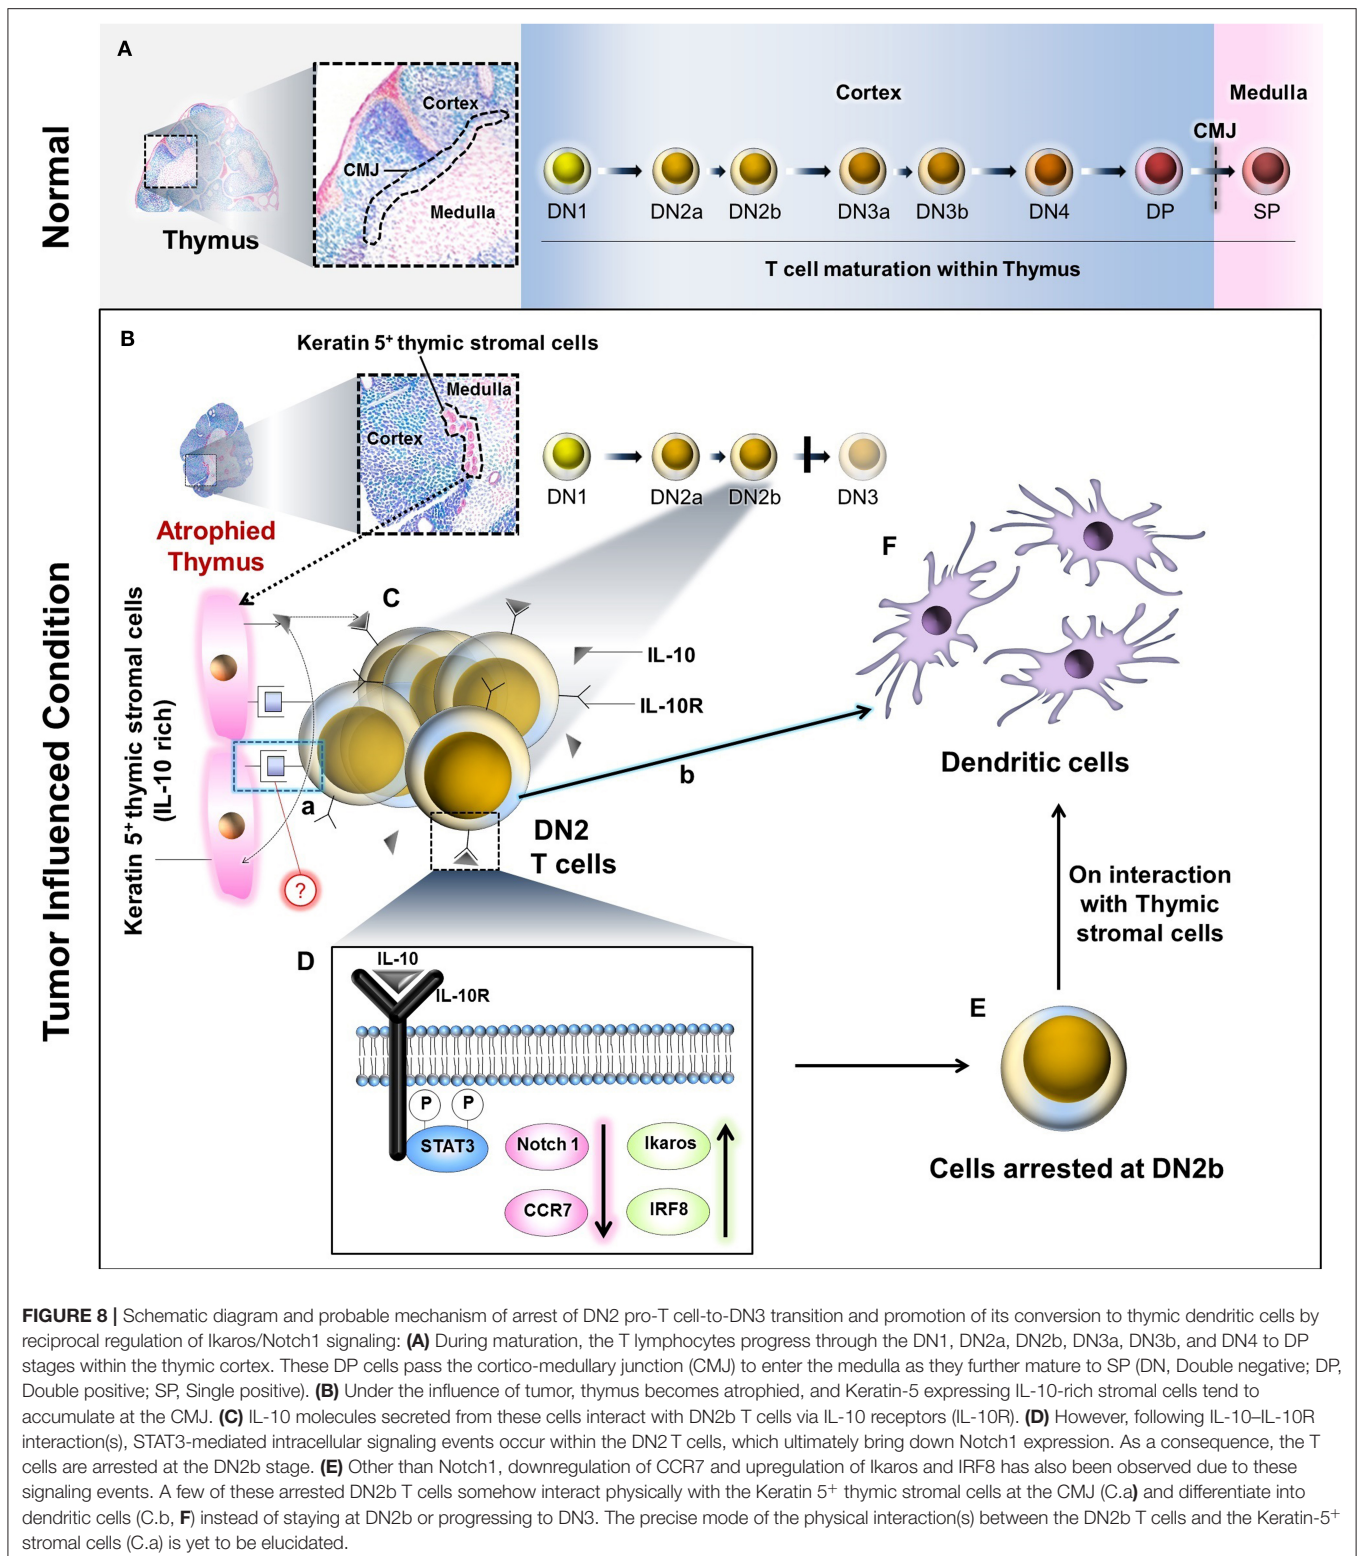 Normal
A
Thymus
Cortex
CMJ
Medulla
Cortex
Medulla
CMJ
DN1
DN2a
DN2b
DN3a
DN3b
DN4
DP
SP
T cell maturation within Thymus
Tumor Influenced Condition
B
Keratin 5⁺ thymic stromal cells
Medulla
Cortex
Atrophied
Thymus
DN1
DN2a
DN2b
DN3
Keratin 5⁺ thymic stromal cells
(IL-10 rich)
C
IL-10
IL-10R
a
?
b
DN2
T cells
F
Dendritic cells
On interaction
with Thymic
stromal cells
D
IL-10
IL-10R
P
P
STAT3
Notch 1
CCR7
Ikaros
IRF8
E
Cells arrested at DN2b
FIGURE 8 | Schematic diagram and probable mechanism of arrest of DN2 pro-T cell-to-DN3 transition and promotion of its conversion to thymic dendritic cells by
reciprocal regulation of Ikaros/Notch1 signaling: (A) During maturation, the T lymphocytes progress through the DN1, DN2a, DN2b, DN3a, DN3b, and DN4 to DP
stages within the thymic cortex. These DP cells pass the cortico-medullary junction (CMJ) to enter the medulla as they further mature to SP (DN, Double negative; DP,
Double positive; SP, Single positive). (B) Under the influence of tumor, thymus becomes atrophied, and Keratin-5 expressing IL-10-rich stromal cells tend to
accumulate at the CMJ. (C) IL-10 molecules secreted from these cells interact with DN2b T cells via IL-10 receptors (IL-10R). (D) However, following IL-10–IL-10R
interaction(s), STAT3-mediated intracellular signaling events occur within the DN2 T cells, which ultimately bring down Notch1 expression. As a consequence, the T
cells are arrested at the DN2b stage. (E) Other than Notch1, downregulation of CCR7 and upregulation of Ikaros and IRF8 has also been observed due to these
signaling events. A few of these arrested DN2b T cells somehow interact physically with the Keratin 5⁺ thymic stromal cells at the CMJ (C.a) and differentiate into
dendritic cells (C.b, F) instead of staying at DN2b or progressing to DN3. The precise mode of the physical interaction(s) between the DN2b T cells and the Keratin-5⁺
stromal cells (C.a) is yet to be elucidated.